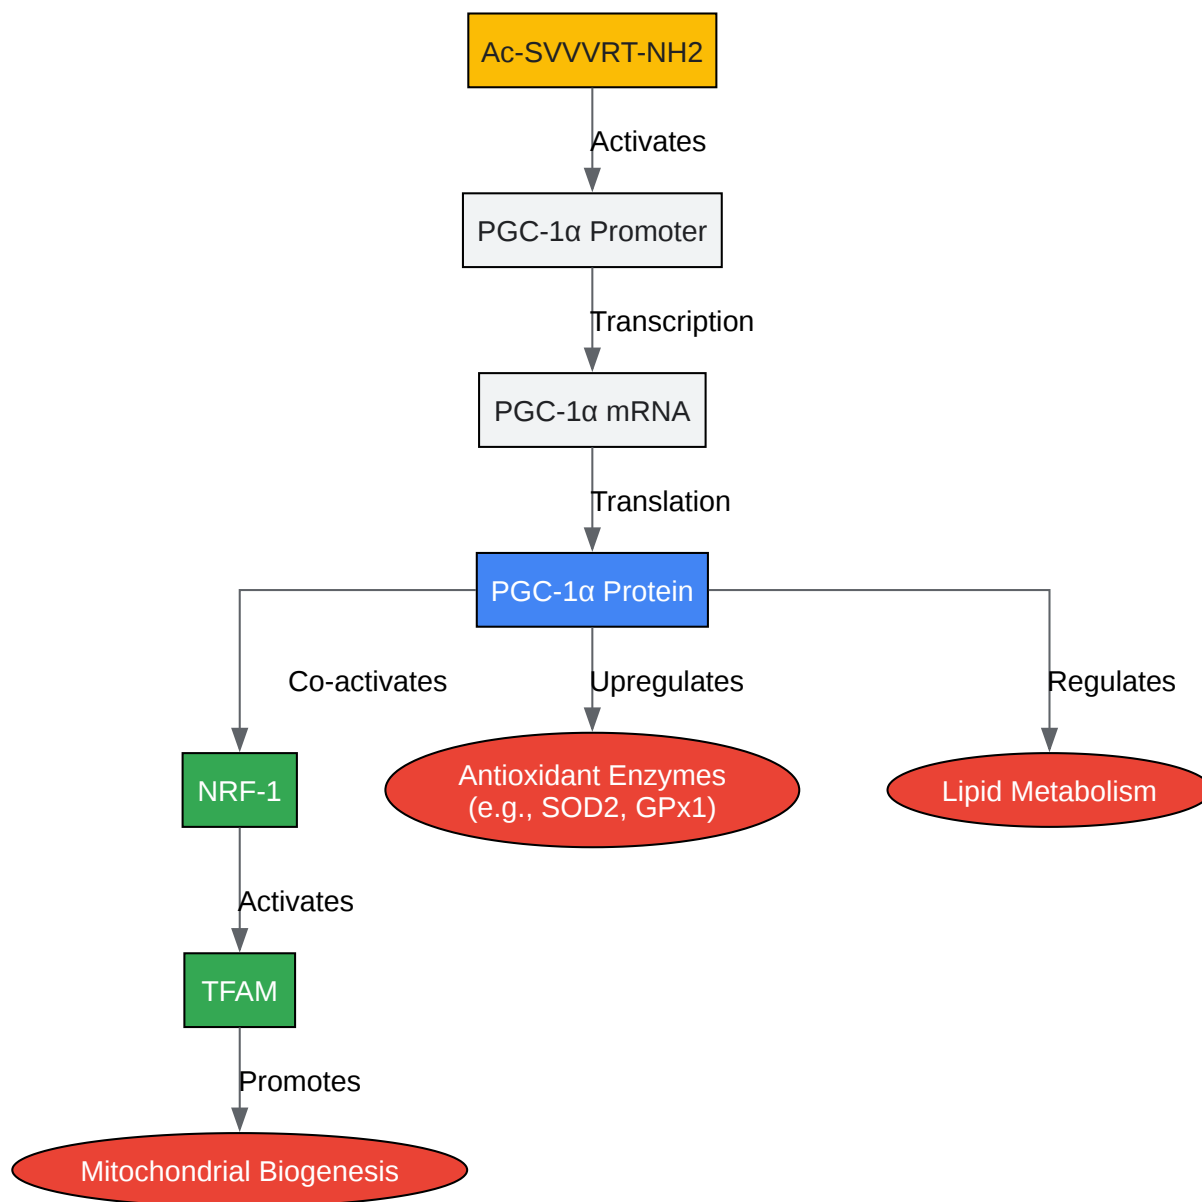 Ac-SVVVRT-NH2
Activates
PGC-1α Promoter
Transcription
PGC-1α mRNA
Translation
PGC-1α Protein
Co-activates
Upregulates
Regulates
NRF-1
Antioxidant Enzymes
(e.g., SOD2, GPx1)
Lipid Metabolism
Activates
TFAM
Promotes
Mitochondrial Biogenesis